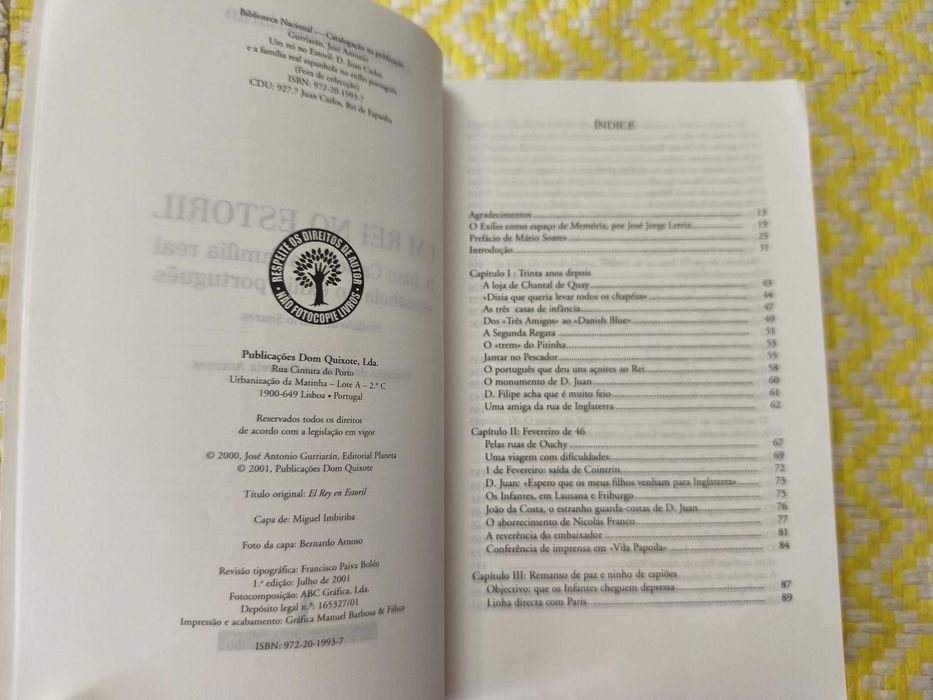 Biblioteca Nacional — Catalogação na publicação
Gurriarán, José Antonio
Um rei no Estoril. D. Juan Carlos
e a família real espanhola no exílio português
(Fora de colecção)
ISBN: 972-20-1993-7
CDU: 927.7 Juan Carlos, Rei de Espanha
RESPEITE OS DIREITOS DE AUTOR
• NÃO FOTOCOPIE LIVROS •
Publicações Dom Quixote, Lda.
Rua Cintura do Porto
Urbanização da Matinha – Lote A – 2.º C
1900-649 Lisboa • Portugal
Reservados todos os direitos
de acordo com a legislação em vigor
© 2000, José Antonio Gurriarán, Editorial Planeta
© 2001, Publicações Dom Quixote
Título original: El Rey en Estoril
Capa de: Miguel Imbiriba
Foto da capa: Bernardo Arnoso
Revisão tipográfica: Francisco Paiva Boléo
1.ª edição: Julho de 2001
Fotocomposição: ABC Gráfica, Lda.
Depósito legal n.º: 165327/01
Impressão e acabamento: Gráfica Manuel Barbosa & Filhos
ISBN: 972-20-1993-7
ÍNDICE
Agradecimentos 13
O Exílio como espaço de Memória, por José Jorge Letria 19
Prefácio de Mário Soares 25
Introdução 31
Capítulo I : Trinta anos depois
A loja de Chantal de Quay 43
«Dizia que queria levar todos os chapéus» 44
As três casas de infância 47
Dos «Três Amigos» ao «Danish Blue» 49
A Segunda Regata 51
O «trem» do Pitinha 53
Jantar no Pescador 55
O português que deu uns açoites ao Rei 58
O monumento de D. Juan 60
D. Filipe acha que é muito feio 61
Uma amiga da rua de Inglaterra 62
Capítulo II: Fevereiro de 46
Pelas ruas de Ouchy 67
Uma viagem com dificuldades 69
1 de Fevereiro: saída de Cointrin 72
D. Juan: «Espero que os meus filhos venham para Inglaterra» 73
Os Infantes, em Lausana e Friburgo 75
João da Costa, o estranho guarda-costas de D. Juan 76
O aborrecimento de Nicolás Franco 77
A reverência do embaixador 81
Conferência de imprensa em «Vila Papoila» 84
Capítulo III: Remanso de paz e ninho de espiões
Objectivo: que os Infantes cheguem depressa 87
Linha directa com Paris 89